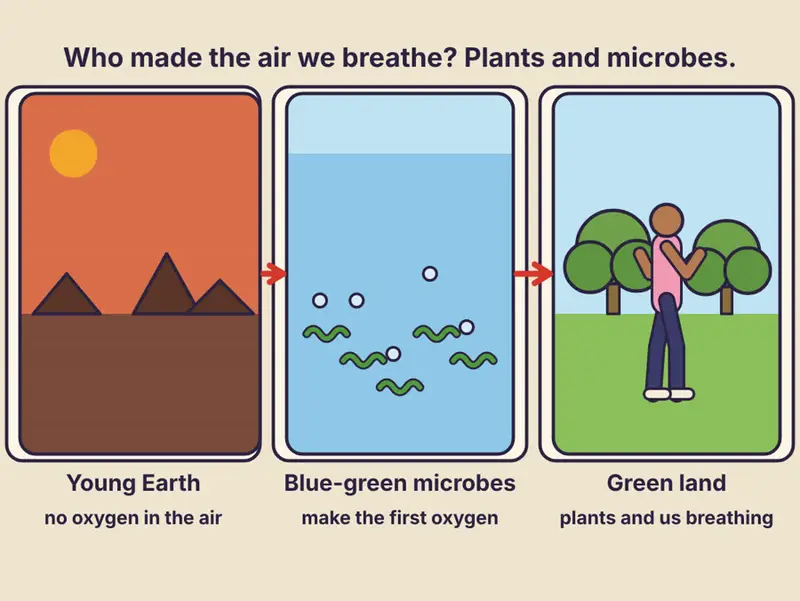 Who made the air we breathe? Plants and microbes.
Young Earth
no oxygen in the air
Blue-green microbes
make the first oxygen
Green land
plants and us breathing